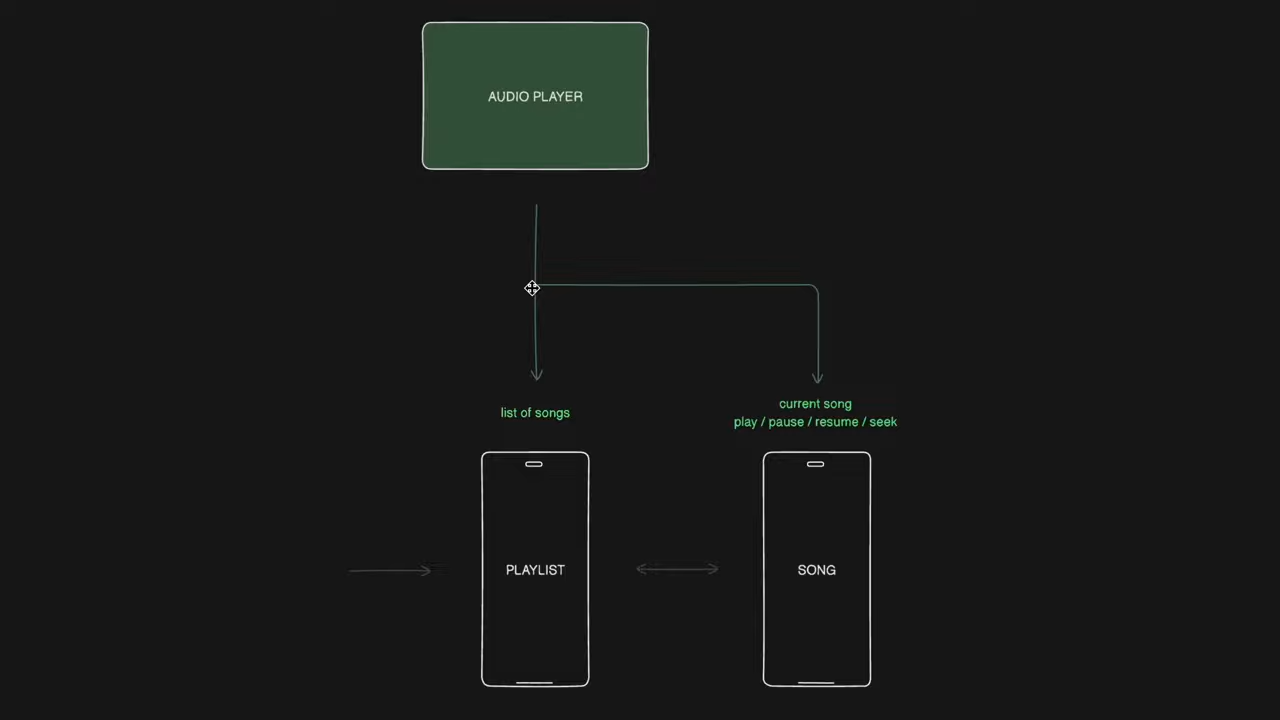 AUDIO PLAYER
list of songs
current song
play / pause / resume / seek
PLAYLIST
SONG